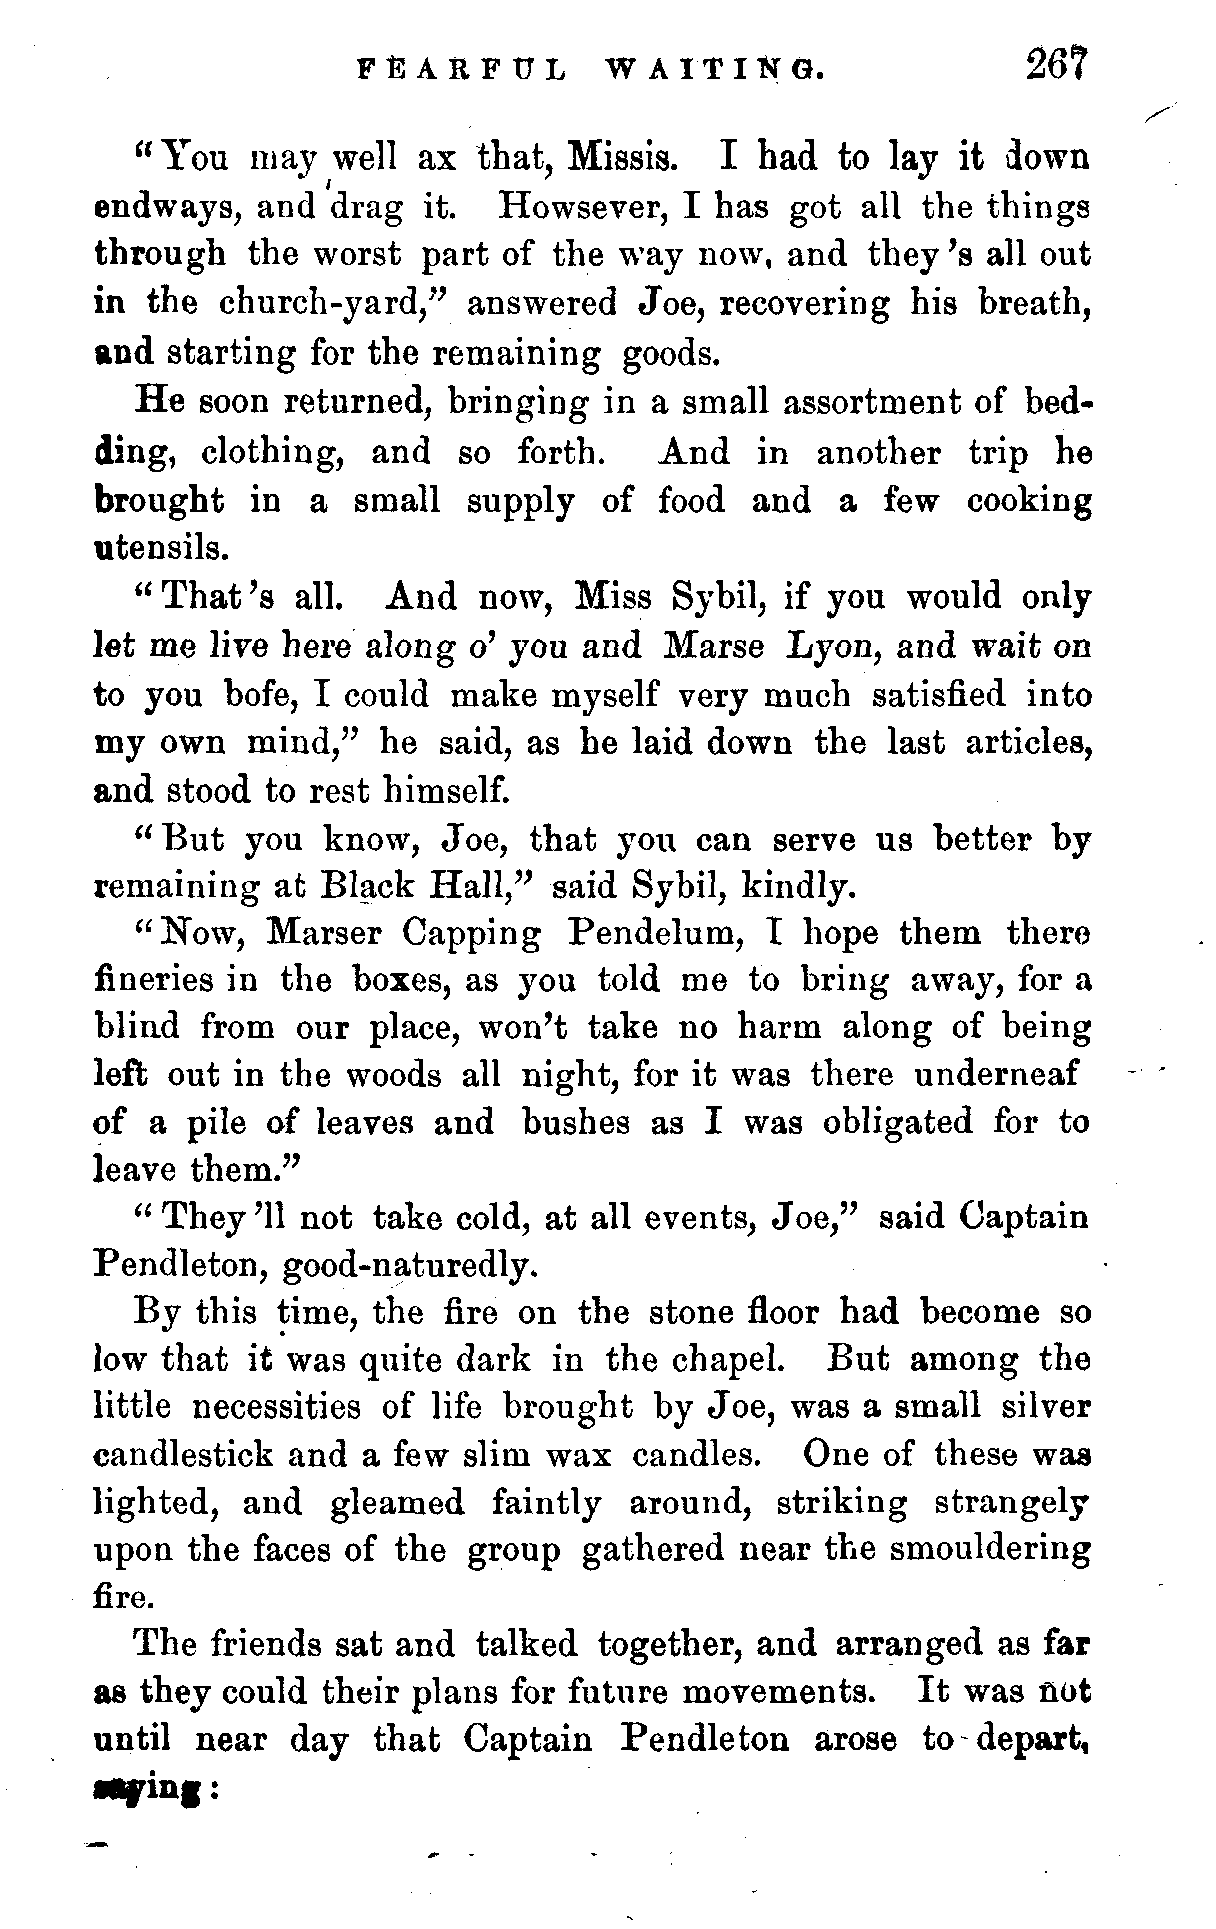 FEARFUL WAITING. 267
“You may well ax that, Missis. I had to lay it down
endways, and drag it. Howsever, I has got all the things
through the worst part of the way now, and they's all out
in the church-yard,” answered Joe, recovering his breath,
and starting for the remaining goods.
He soon returned, bringing in a small assortment of bed-
ding, clothing, and so forth. And in another trip he
brought in a small supply of food and a few cooking
utensils.
“That's all. And now, Miss Sybil, if you would only
let me live here along o' you and Marse Lyon, and wait on
to you bofe, I could make myself very much satisfied into
my own mind,” he said, as he laid down the last articles,
and stood to rest himself.
“But you know, Joe, that you can serve us better by
remaining at Black Hall,” said Sybil, kindly.
“Now, Marser Capping Pendelum, I hope them there
fineries in the boxes, as you told me to bring away, for a
blind from our place, won't take no harm along of being
left out in the woods all night, for it was there underneaf
of a pile of leaves and bushes as I was obligated for to
leave them.”
“They'll not take cold, at all events, Joe,” said Captain
Pendleton, good-naturedly.
By this time, the fire on the stone floor had become so
low that it was quite dark in the chapel. But among the
little necessities of life brought by Joe, was a small silver
candlestick and a few slim wax candles. One of these was
lighted, and gleamed faintly around, striking strangely
upon the faces of the group gathered near the smouldering
fire.
The friends sat and talked together, and arranged as far
as they could their plans for future movements. It was not
until near day that Captain Pendleton arose to depart,
saying: